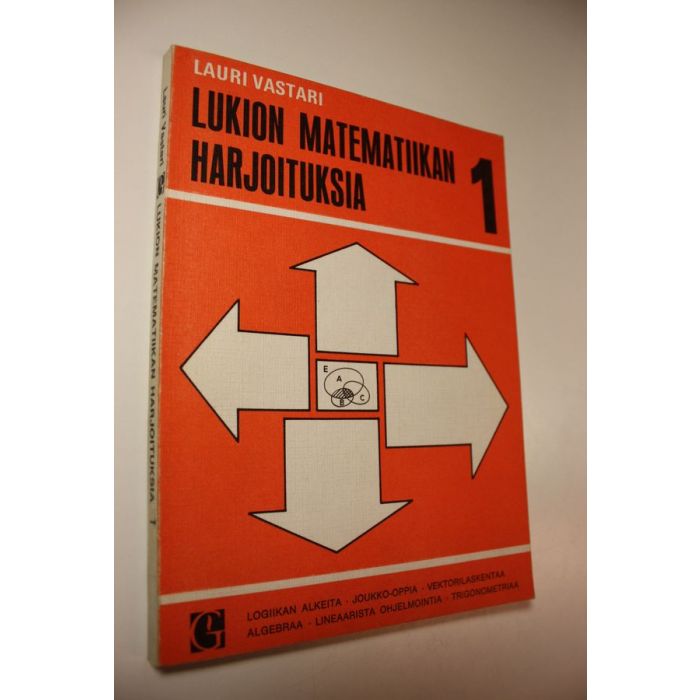 LAURI VASTARI
LUKION MATEMATIIKAN
HARJOITUKSIA
1
E
A
B
C
LOGIIKAN ALKEITA · JOUKKO-OPPIA · VEKTORILASKENTAA
ALGEBRAA · LINEAARISTA OHJELMOINTIA · TRIGONOMETRIAA
G
Lauri Vastari G LUKION MATEMATIIKAN HARJOITUKSIA 1